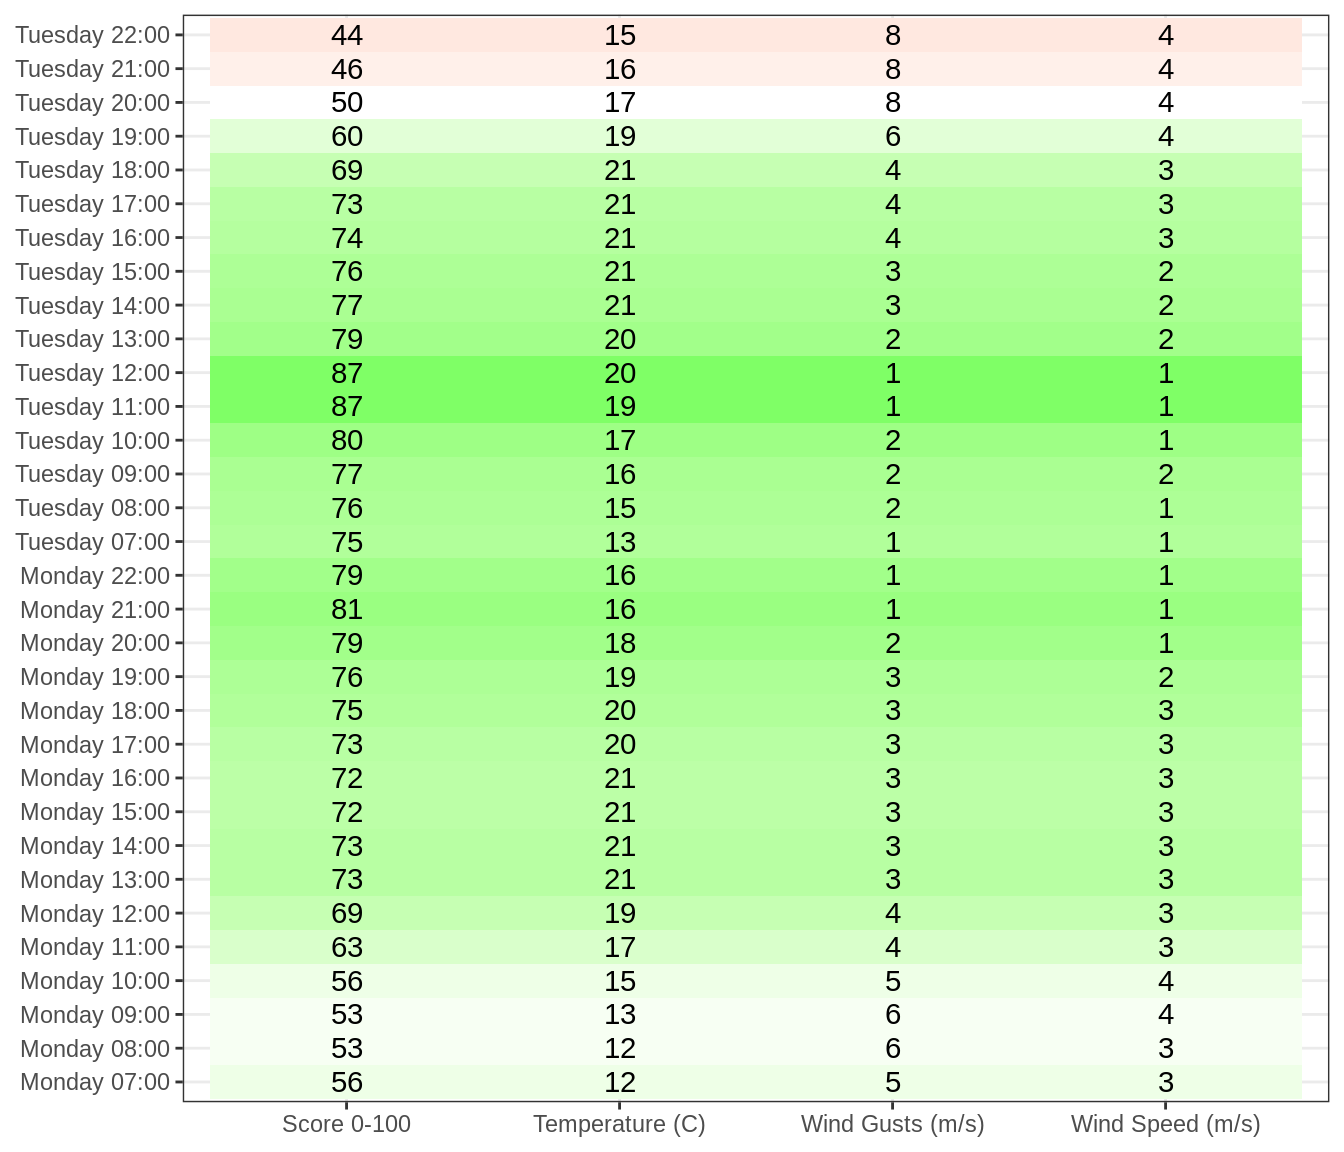 Tuesday 22:00 44 15 8 4
Tuesday 21:00 46 16 8 4
Tuesday 20:00 50 17 8 4
Tuesday 19:00 60 19 6 4
Tuesday 18:00 69 21 4 3
Tuesday 17:00 73 21 4 3
Tuesday 16:00 74 21 4 3
Tuesday 15:00 76 21 3 2
Tuesday 14:00 77 21 3 2
Tuesday 13:00 79 20 2 2
Tuesday 12:00 87 20 1 1
Tuesday 11:00 87 19 1 1
Tuesday 10:00 80 17 2 1
Tuesday 09:00 77 16 2 2
Tuesday 08:00 76 15 2 1
Tuesday 07:00 75 13 1 1
Monday 22:00 79 16 1 1
Monday 21:00 81 16 1 1
Monday 20:00 79 18 2 1
Monday 19:00 76 19 3 2
Monday 18:00 75 20 3 3
Monday 17:00 73 20 3 3
Monday 16:00 72 21 3 3
Monday 15:00 72 21 3 3
Monday 14:00 73 21 3 3
Monday 13:00 73 21 3 3
Monday 12:00 69 19 4 3
Monday 11:00 63 17 4 3
Monday 10:00 56 15 5 4
Monday 09:00 53 13 6 4
Monday 08:00 53 12 6 3
Monday 07:00 56 12 5 3
Score 0-100 Temperature (C) Wind Gusts (m/s) Wind Speed (m/s)